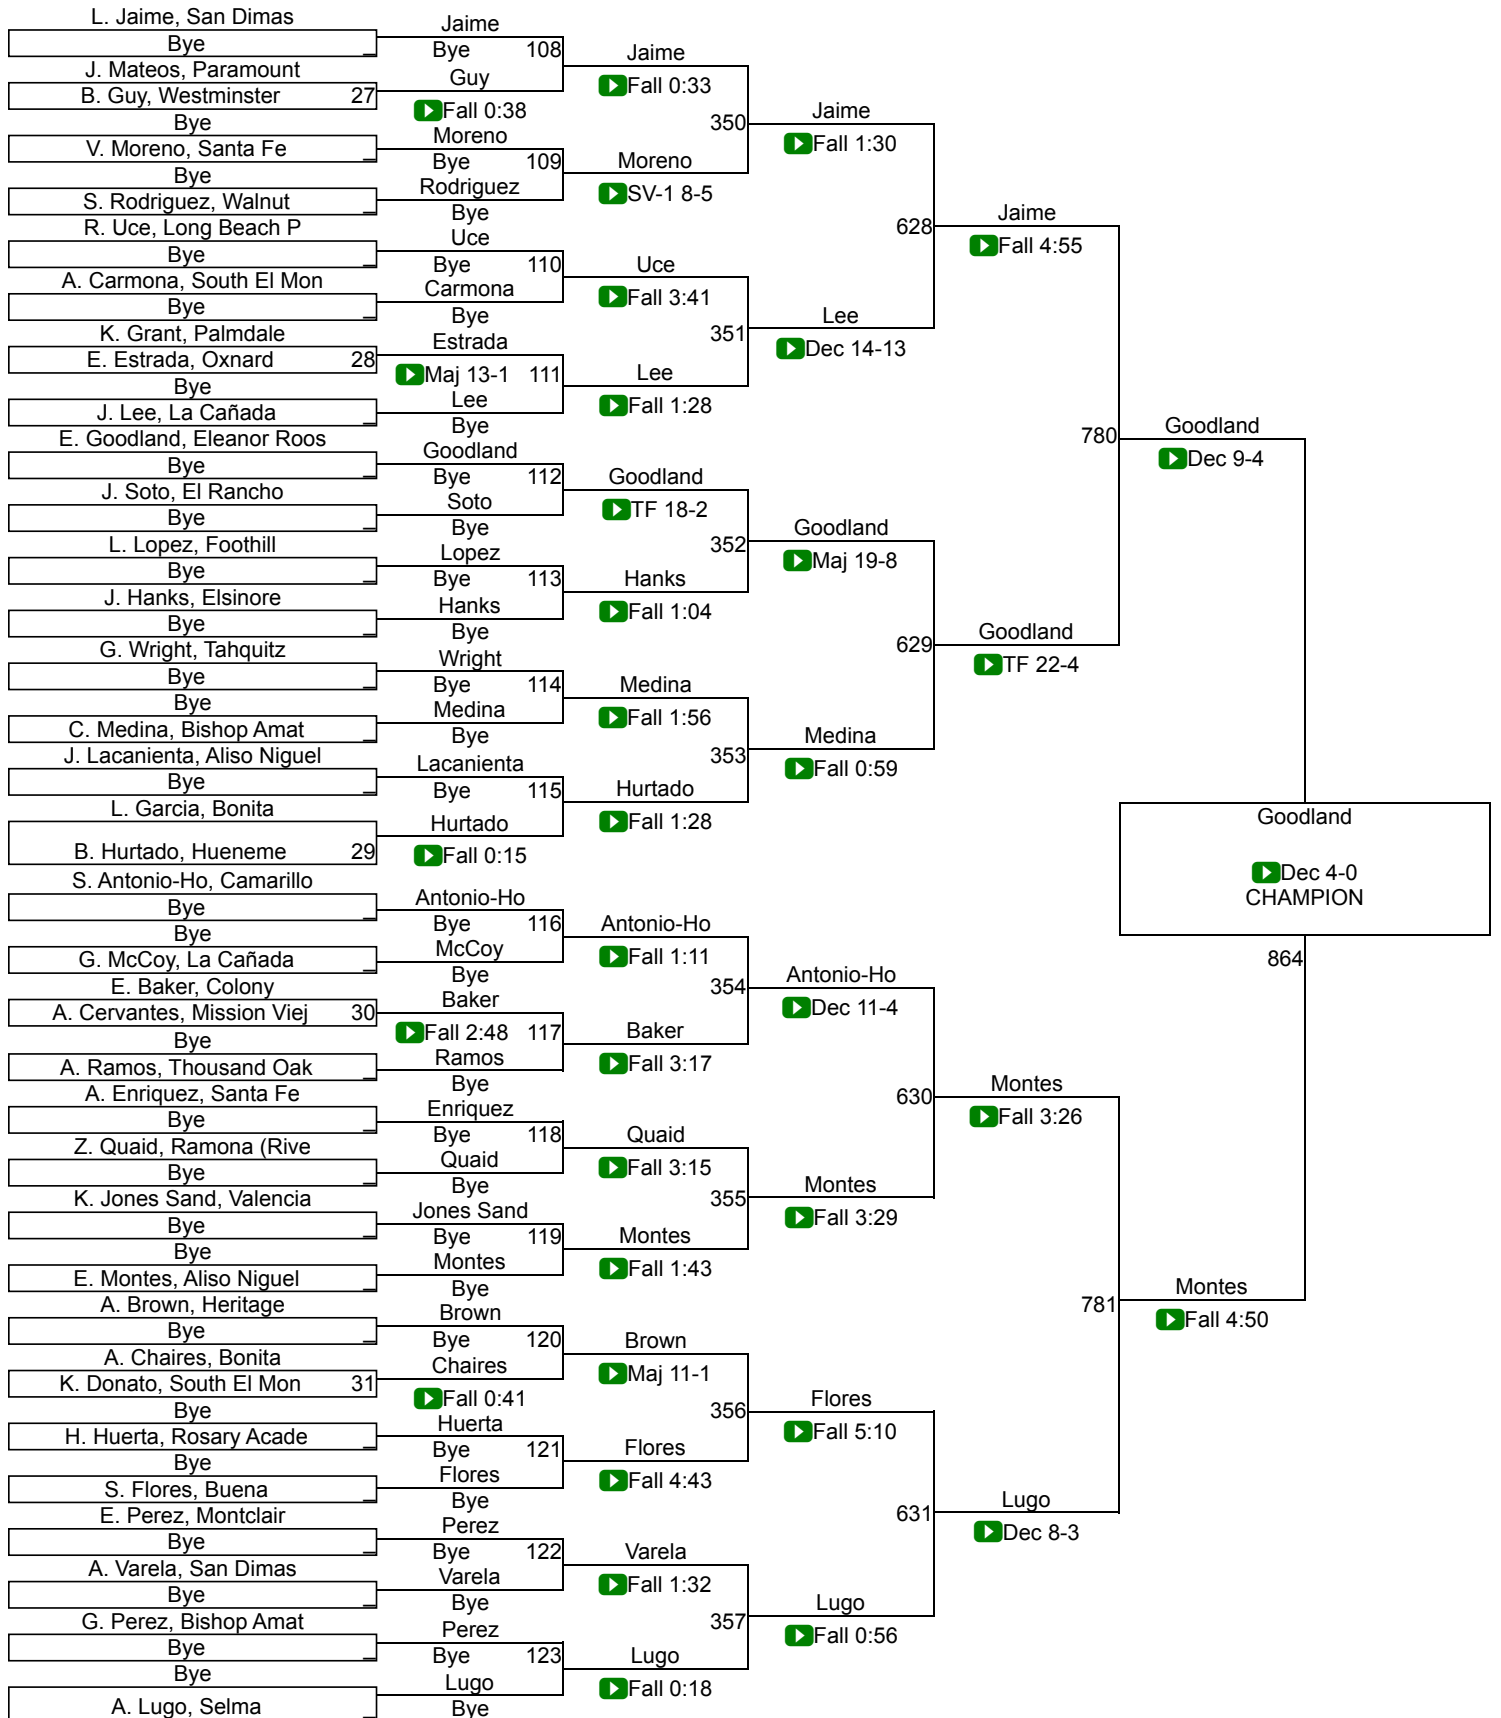 L. Jaime, San Dimas
Bye _
J. Mateos, Paramount
B. Guy, Westminster 27
Bye
V. Moreno, Santa Fe _
Bye
S. Rodriguez, Walnut _
R. Uce, Long Beach P
Bye _
A. Carmona, South El Mon
Bye _
K. Grant, Palmdale
E. Estrada, Oxnard 28
Bye
J. Lee, La Cañada _
E. Goodland, Eleanor Roos
Bye _
J. Soto, El Rancho
Bye _
L. Lopez, Foothill
Bye _
J. Hanks, Elsinore
Bye _
G. Wright, Tahquitz
Bye _
Bye
C. Medina, Bishop Amat _
J. Lacanienta, Aliso Niguel
Bye _
L. Garcia, Bonita
B. Hurtado, Hueneme 29
S. Antonio-Ho, Camarillo
Bye _
Bye
G. McCoy, La Cañada _
E. Baker, Colony
A. Cervantes, Mission Viej 30
Bye
A. Ramos, Thousand Oak _
A. Enriquez, Santa Fe
Bye _
Z. Quaid, Ramona (Rive
Bye _
K. Jones Sand, Valencia
Bye _
Bye
E. Montes, Aliso Niguel _
A. Brown, Heritage
Bye _
A. Chaires, Bonita
K. Donato, South El Mon 31
Bye
H. Huerta, Rosary Acade _
Bye
S. Flores, Buena _
E. Perez, Montclair
Bye _
A. Varela, San Dimas
Bye _
G. Perez, Bishop Amat
Bye _
Bye
A. Lugo, Selma _
Jaime
Bye 108
Guy
Fall 0:38
Moreno
Bye 109
Rodriguez
Bye
Uce
Bye 110
Carmona
Bye
Estrada
Maj 13-1 111
Lee
Bye
Goodland
Bye 112
Soto
Bye
Lopez
Bye 113
Hanks
Bye
Wright
Bye 114
Medina
Bye
Lacanienta
Bye 115
Hurtado
Fall 0:15
Antonio-Ho
Bye 116
McCoy
Bye
Baker
Fall 2:48 117
Ramos
Bye
Enriquez
Bye 118
Quaid
Bye
Jones Sand
Bye 119
Montes
Bye
Brown
Bye 120
Chaires
Fall 0:41
Huerta
Bye 121
Flores
Bye
Perez
Bye 122
Varela
Bye
Perez
Bye 123
Lugo
Bye
Jaime
Fall 0:33
350
Moreno
SV-1 8-5
Uce
Fall 3:41
351
Lee
Fall 1:28
Goodland
TF 18-2
352
Hanks
Fall 1:04
Medina
Fall 1:56
353
Hurtado
Fall 1:28
Antonio-Ho
Fall 1:11
354
Baker
Fall 3:17
Quaid
Fall 3:15
355
Montes
Fall 1:43
Brown
Maj 11-1
356
Flores
Fall 4:43
Varela
Fall 1:32
357
Lugo
Fall 0:18
Jaime
Fall 1:30
628
Lee
Dec 14-13
Goodland
Maj 19-8
629
Medina
Fall 0:59
Antonio-Ho
Dec 11-4
630
Montes
Fall 3:29
Flores
Fall 5:10
631
Lugo
Fall 0:56
Jaime
Fall 4:55
780
Goodland
TF 22-4
Montes
Fall 3:26
781
Lugo
Dec 8-3
Goodland
Dec 9-4
Montes
Fall 4:50
Goodland
Dec 4-0
CHAMPION
864